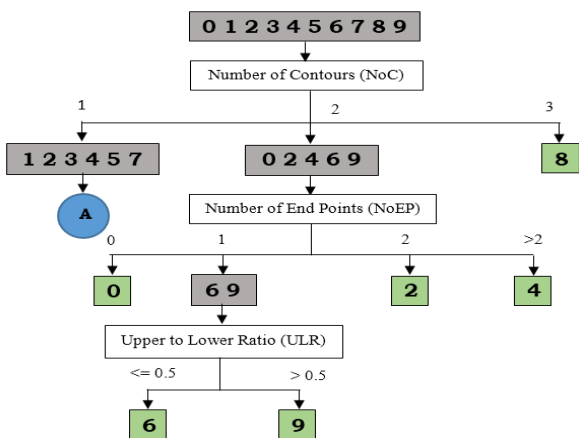 0 1 2 3 4 5 6 7 8 9
Number of Contours (NoC)
1
2
3
1 2 3 4 5 7
0 2 4 6 9
8
A
Number of End Points (NoEP)
0
1
2
>2
0
6 9
2
4
Upper to Lower Ratio (ULR)
<= 0.5
> 0.5
6
9